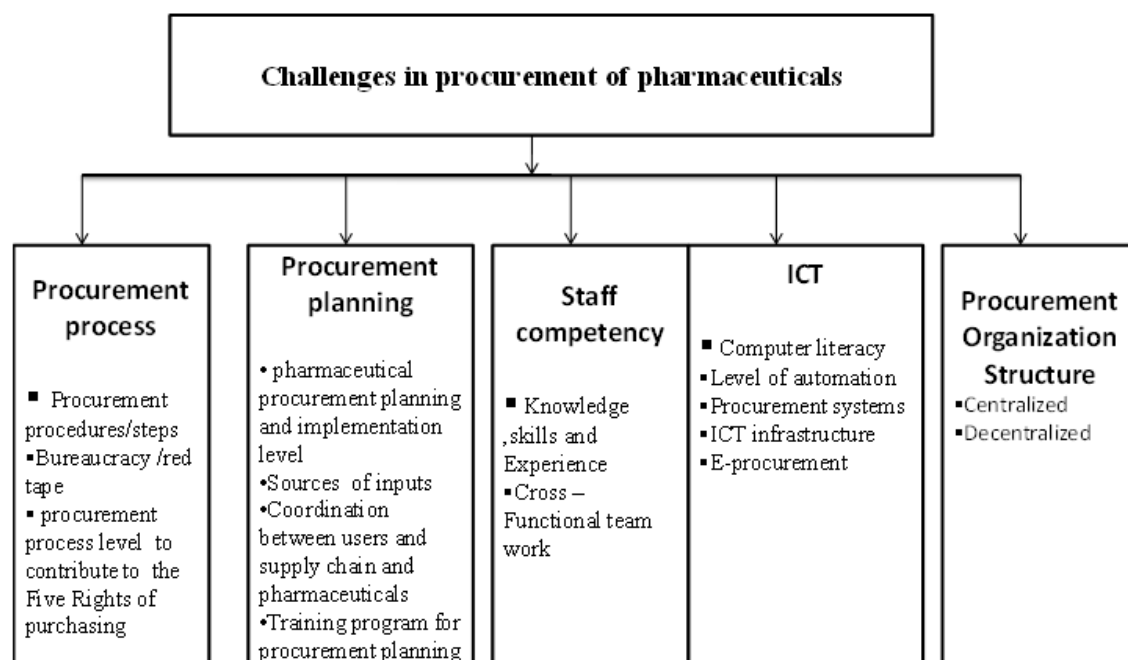 Challenges in procurement of pharmaceuticals
Procurement
process
▪ Procurement
procedures/steps
▪Bureaucracy /red
tape
▪ procurement
process level to
contribute to the
Five Rights of
purchasing
Procurement
planning
• pharmaceutical
procurement planning
and implementation
level
•Sources of inputs
•Coordination
between users and
supply chain and
pharmaceuticals
•Training program for
procurement planning
Staff
competency
▪ Knowledge
,skills and
Experience
▪Cross –
Functional team
work
ICT
▪ Computer literacy
▪Level of automation
▪Procurement systems
▪ICT infrastructure
▪E-procurement
Procurement
Organization
Structure
▪Centralized
▪Decentralized